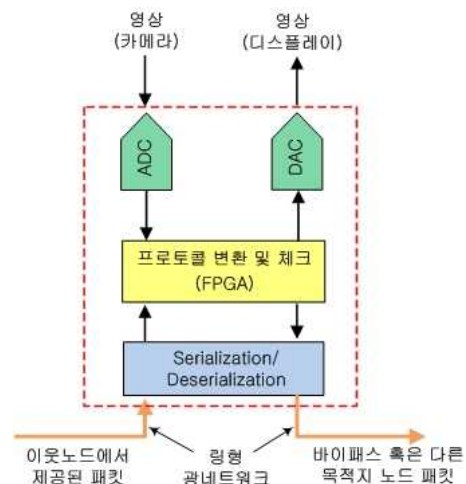 영상
(카메라)
영상
(디스플레이)
ADC
DAC
프로토콜 변환 및 체크
(FPGA)
Serialization/
Deserialization
이웃노드에서
제공된 패킷
링형
광네트워크
바이패스 혹은 다른
목적지 노드 패킷